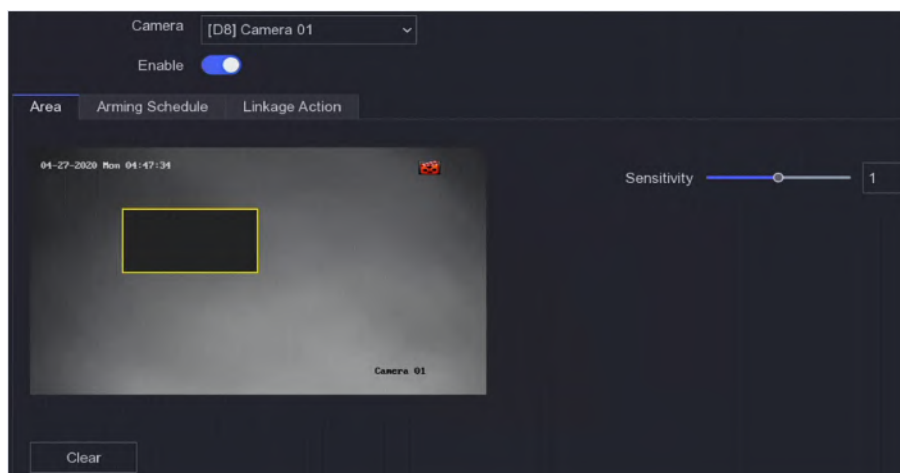 Camera [D8] Camera 01
Enable
Area Arming Schedule Linkage Action
04-27-2020 Mon 04:47:34
Sensitivity 1
Camera 01
Clear